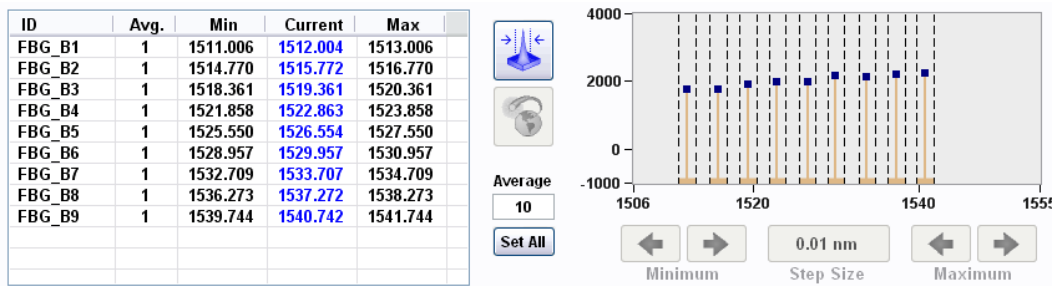 ID Avg. Min Current Max
FBG_B1 1 1511.006 1512.004 1513.006
FBG_B2 1 1514.770 1515.772 1516.770
FBG_B3 1 1518.361 1519.361 1520.361
FBG_B4 1 1521.858 1522.863 1523.858
FBG_B5 1 1525.550 1526.554 1527.550
FBG_B6 1 1528.957 1529.957 1530.957
FBG_B7 1 1532.709 1533.707 1534.709
FBG_B8 1 1536.273 1537.272 1538.273
FBG_B9 1 1539.744 1540.742 1541.744
Average
10
Set All
4000
2000
0
-1000
1506 1520 1540 1555
0.01 nm
Minimum Step Size Maximum